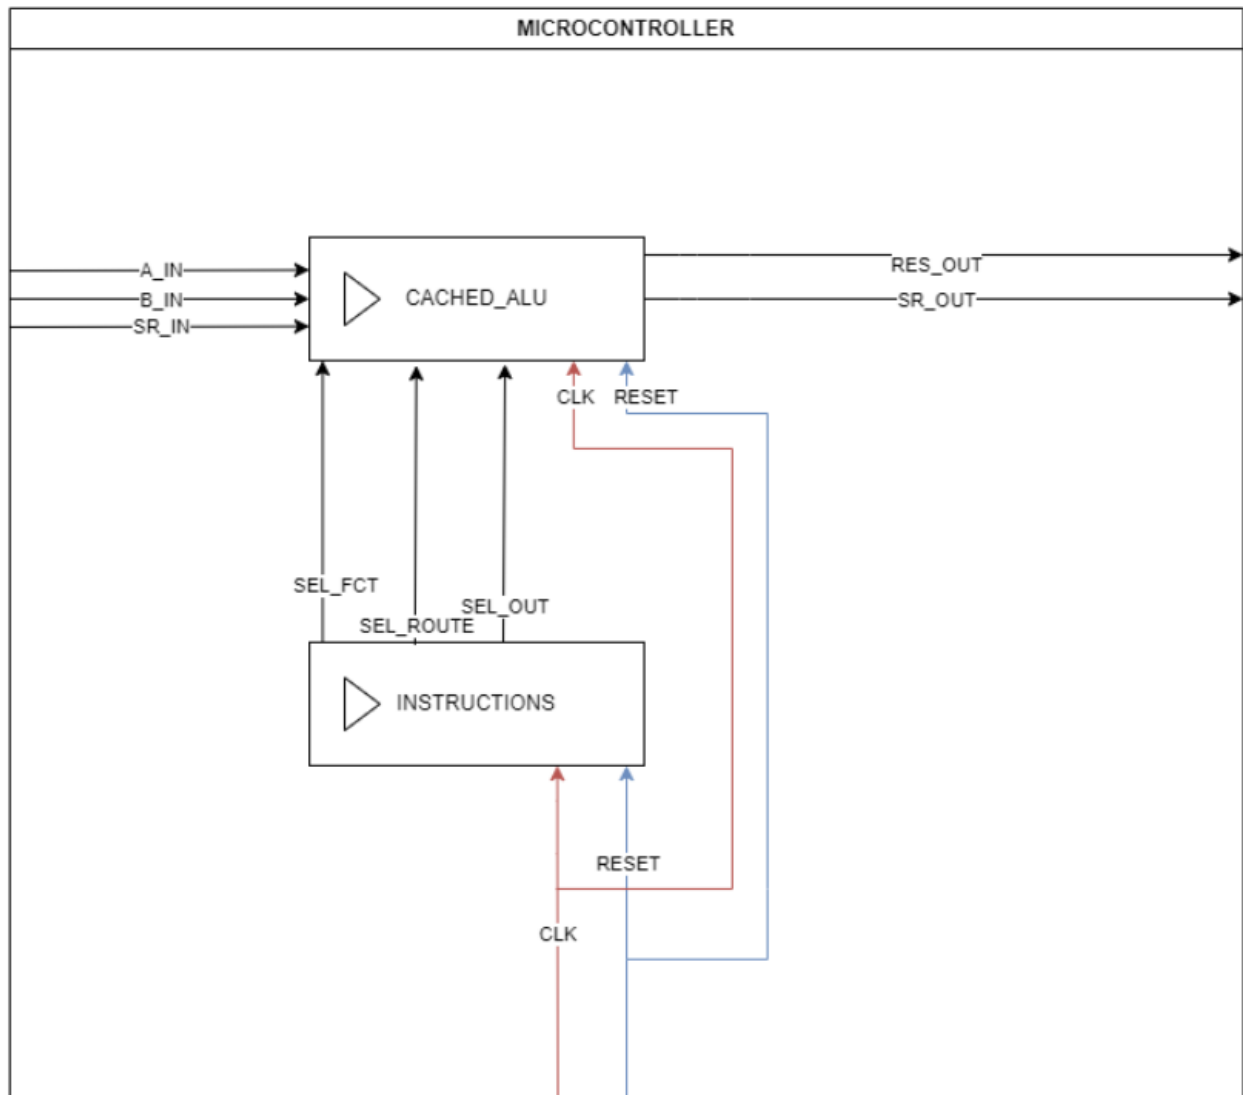 MICROCONTROLLER
A_IN
B_IN
SR_IN
CACHED_ALU
RES_OUT
SR_OUT
CLK RESET
SEL_FCT
SEL_ROUTE
SEL_OUT
INSTRUCTIONS
RESET
CLK